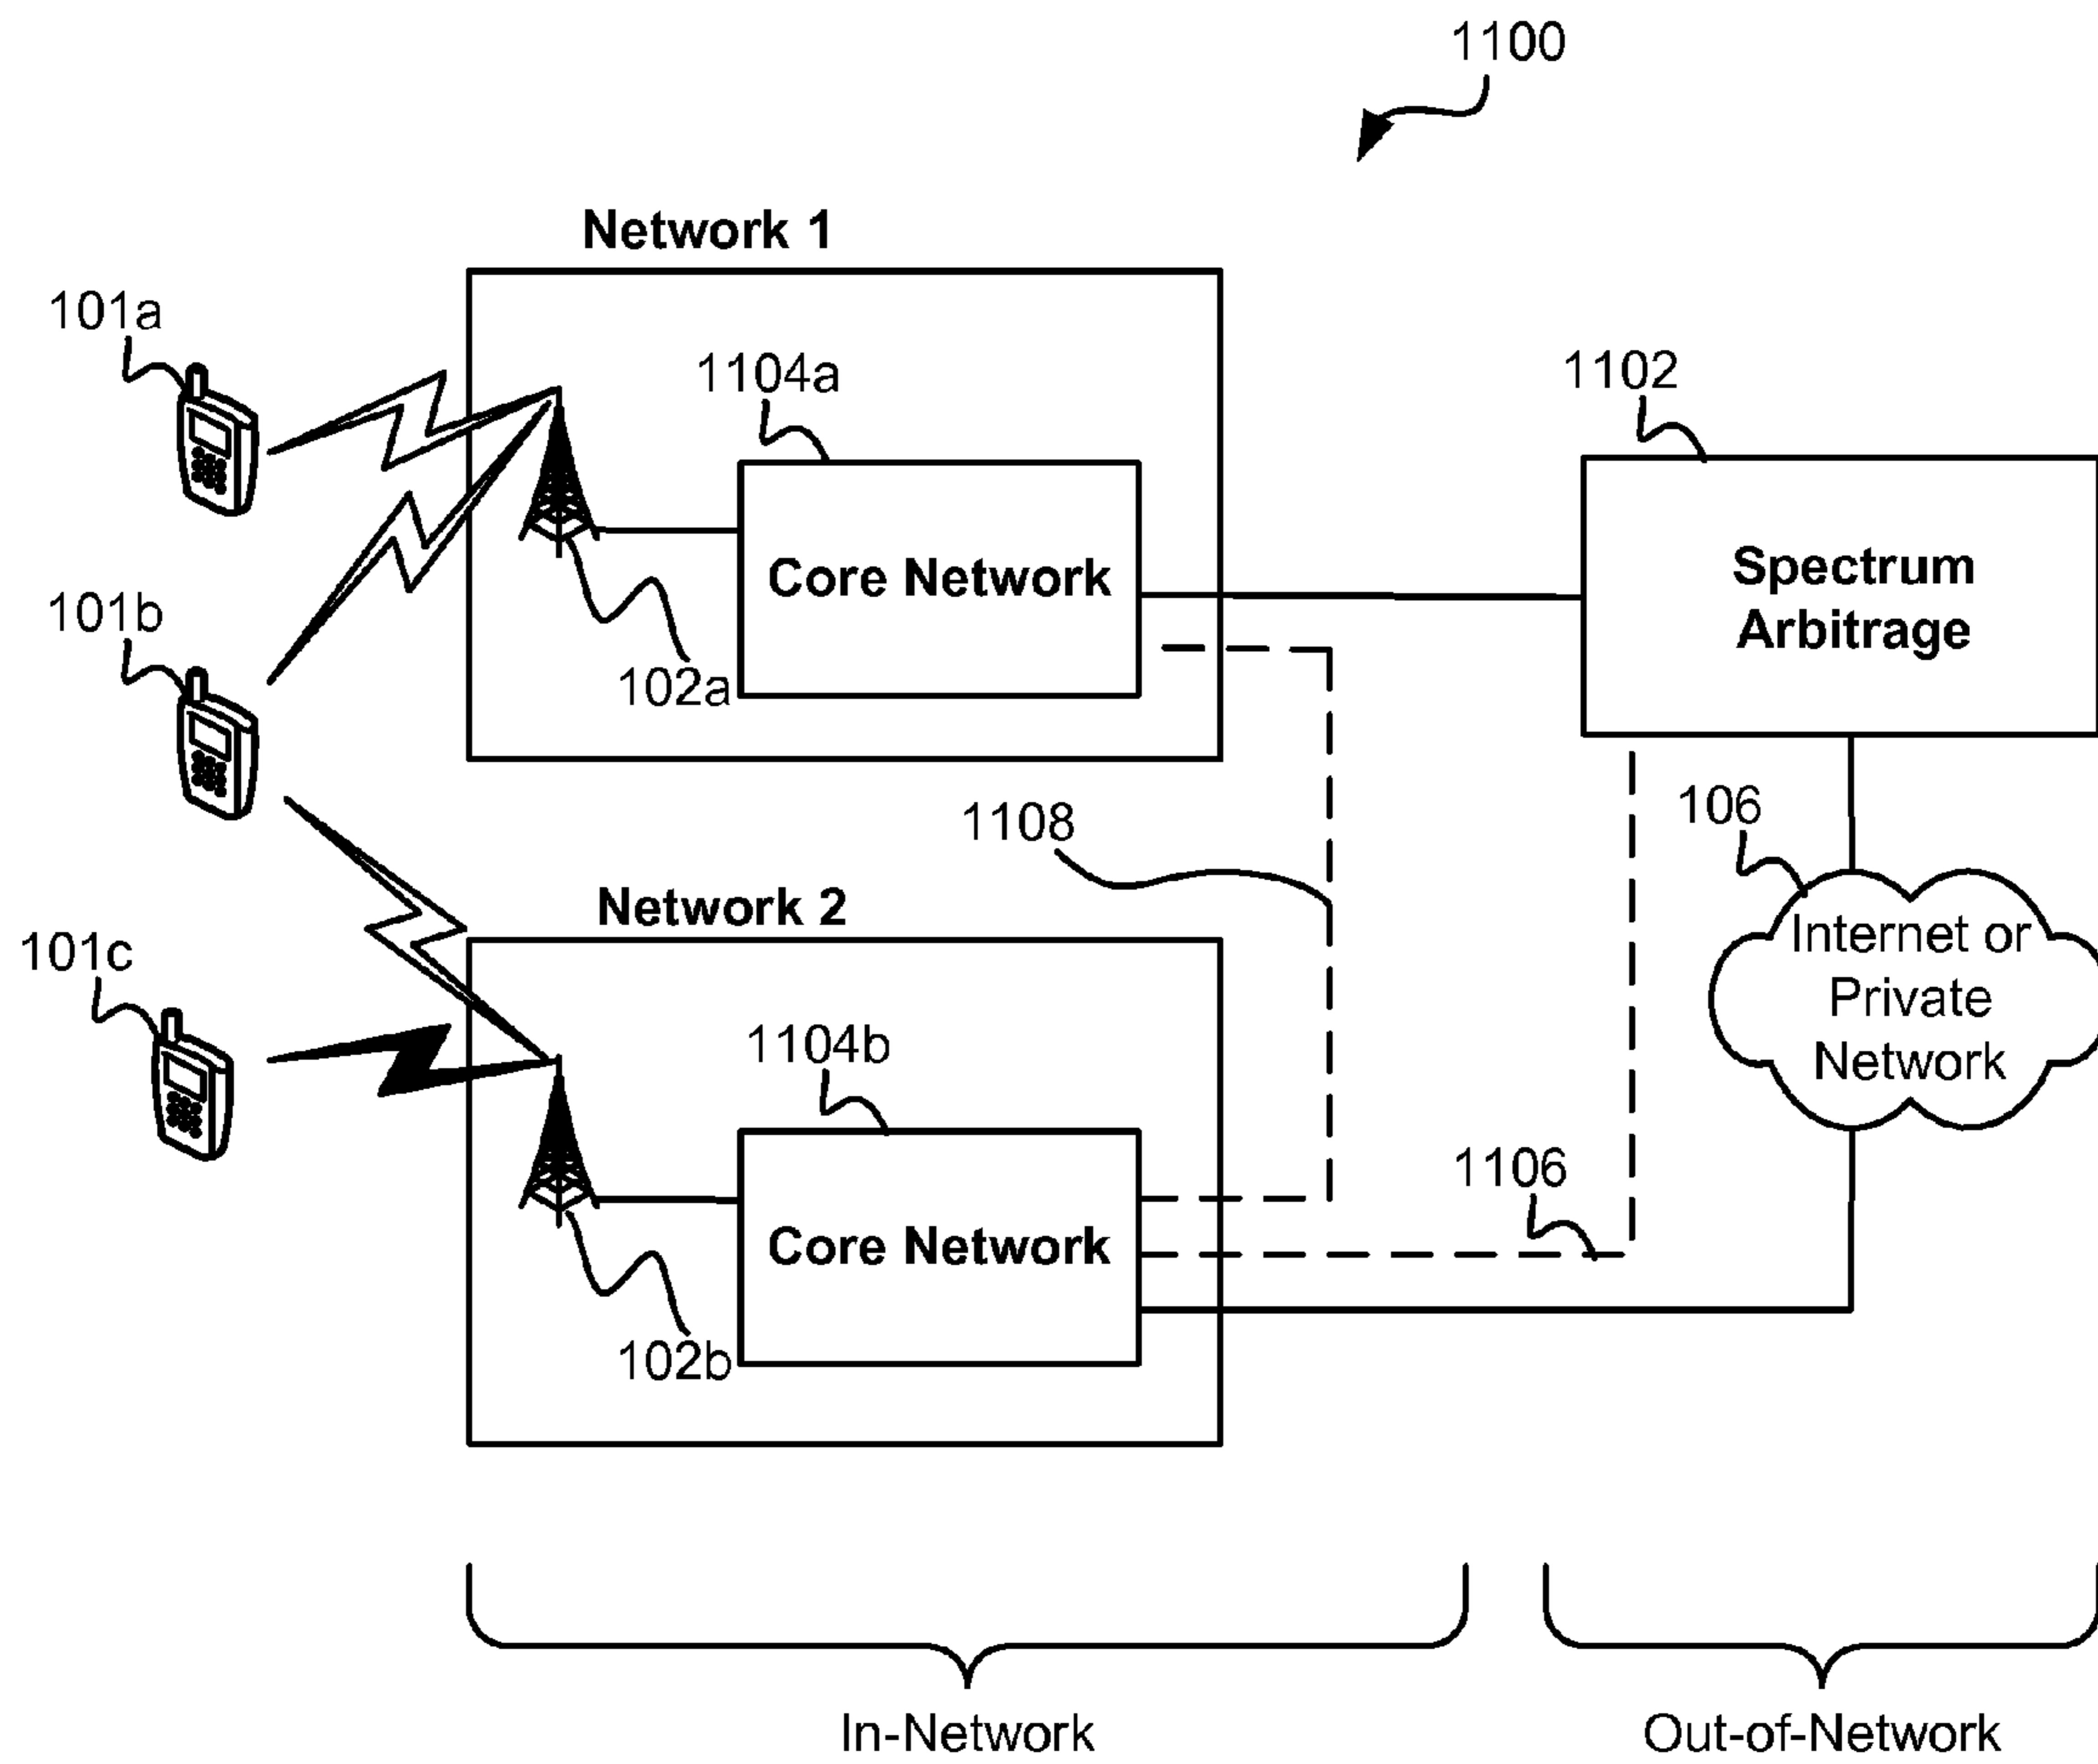 1100
Network 1
101a
1104a
1102
Core Network
Spectrum
Arbitrage
101b
102a
1108
106
Network 2
Internet or
Private
Network
101c
1104b
1106
Core Network
102b
In-Network
Out-of-Network